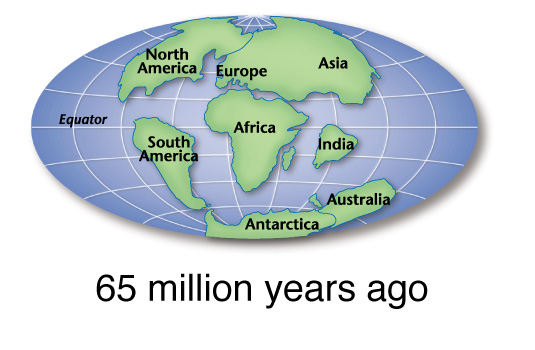 North
America
Europe
Asia
Equator
Africa
South
America
India
Australia
Antarctica
65 million years ago